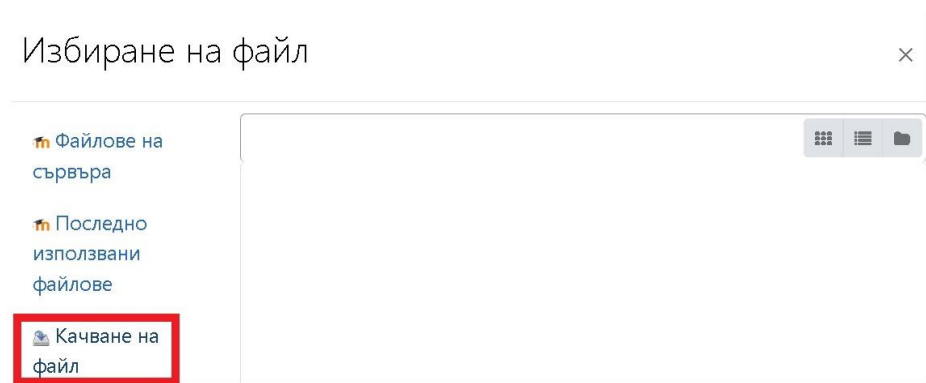 Избиране на файл
Файлове на
сървъра
Последно
използвани
файлове
Качване на
файл